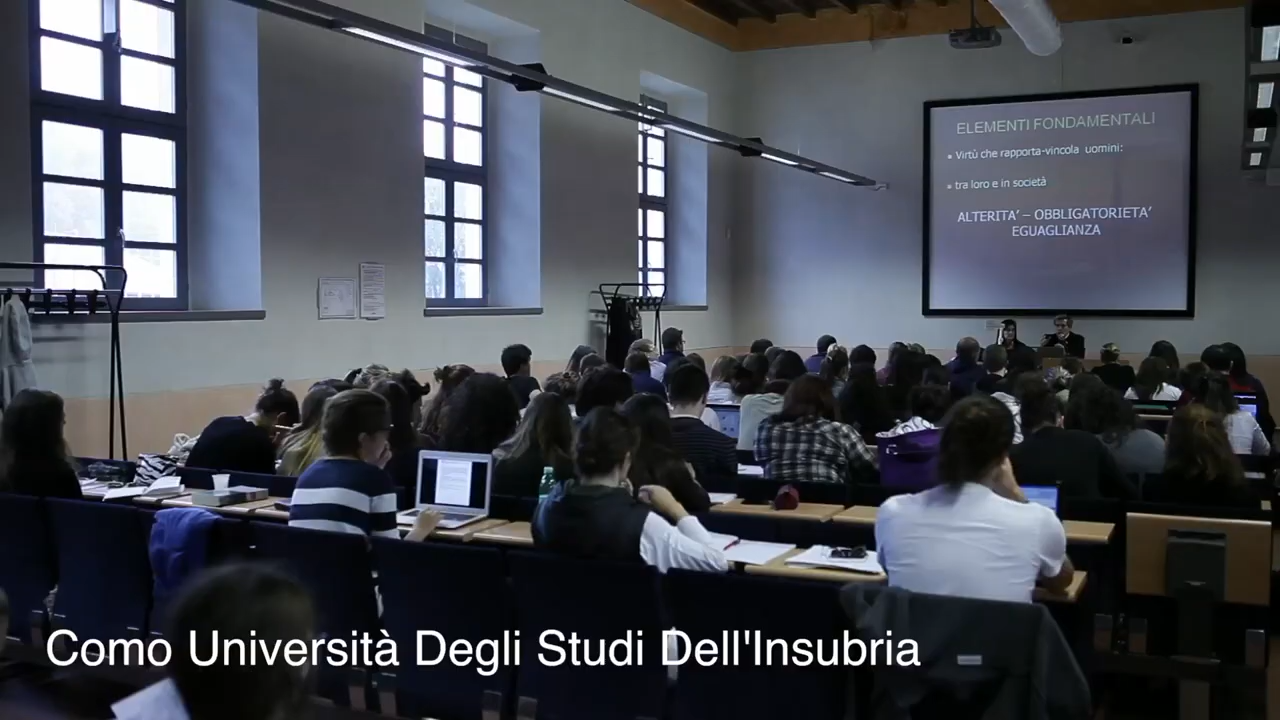 ELEMENTI FONDAMENTALI
• Virtù che rapporta-vincola uomini:
• tra loro e in società
ALTERITA' – OBBLIGATORIETA'
EGUAGLIANZA
Como Università Degli Studi Dell'Insubria